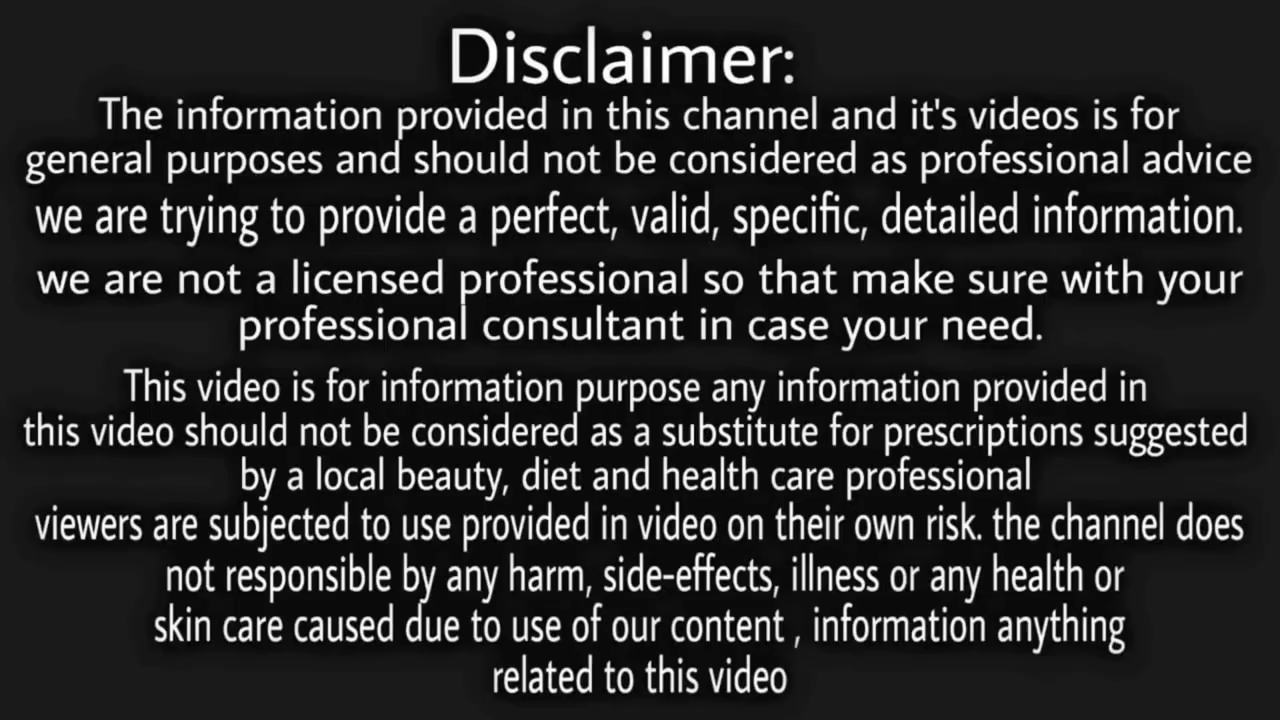 Disclaimer:
The information provided in this channel and it's videos is for
general purposes and should not be considered as professional advice
we are trying to provide a perfect, valid, specific, detailed information.
we are not a licensed professional so that make sure with your
professional consultant in case your need.
This video is for information purpose any information provided in
this video should not be considered as a substitute for prescriptions suggested
by a local beauty, diet and health care professional
viewers are subjected to use provided in video on their own risk. the channel does
not responsible by any harm, side-effects, illness or any health or
skin care caused due to use of our content , information anything
related to this video